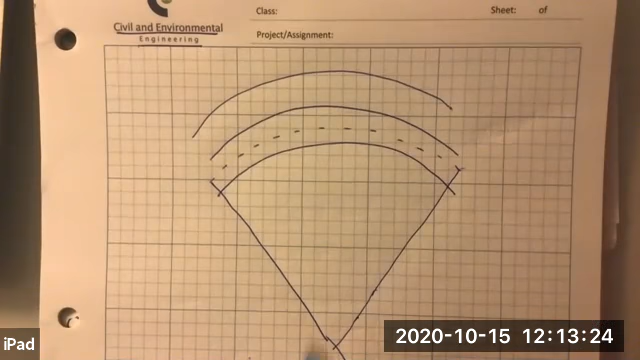 Class:
Sheet: of
Civil and Environmental
Engineering
Project/Assignment:
iPad
2020-10-15 12:13:24